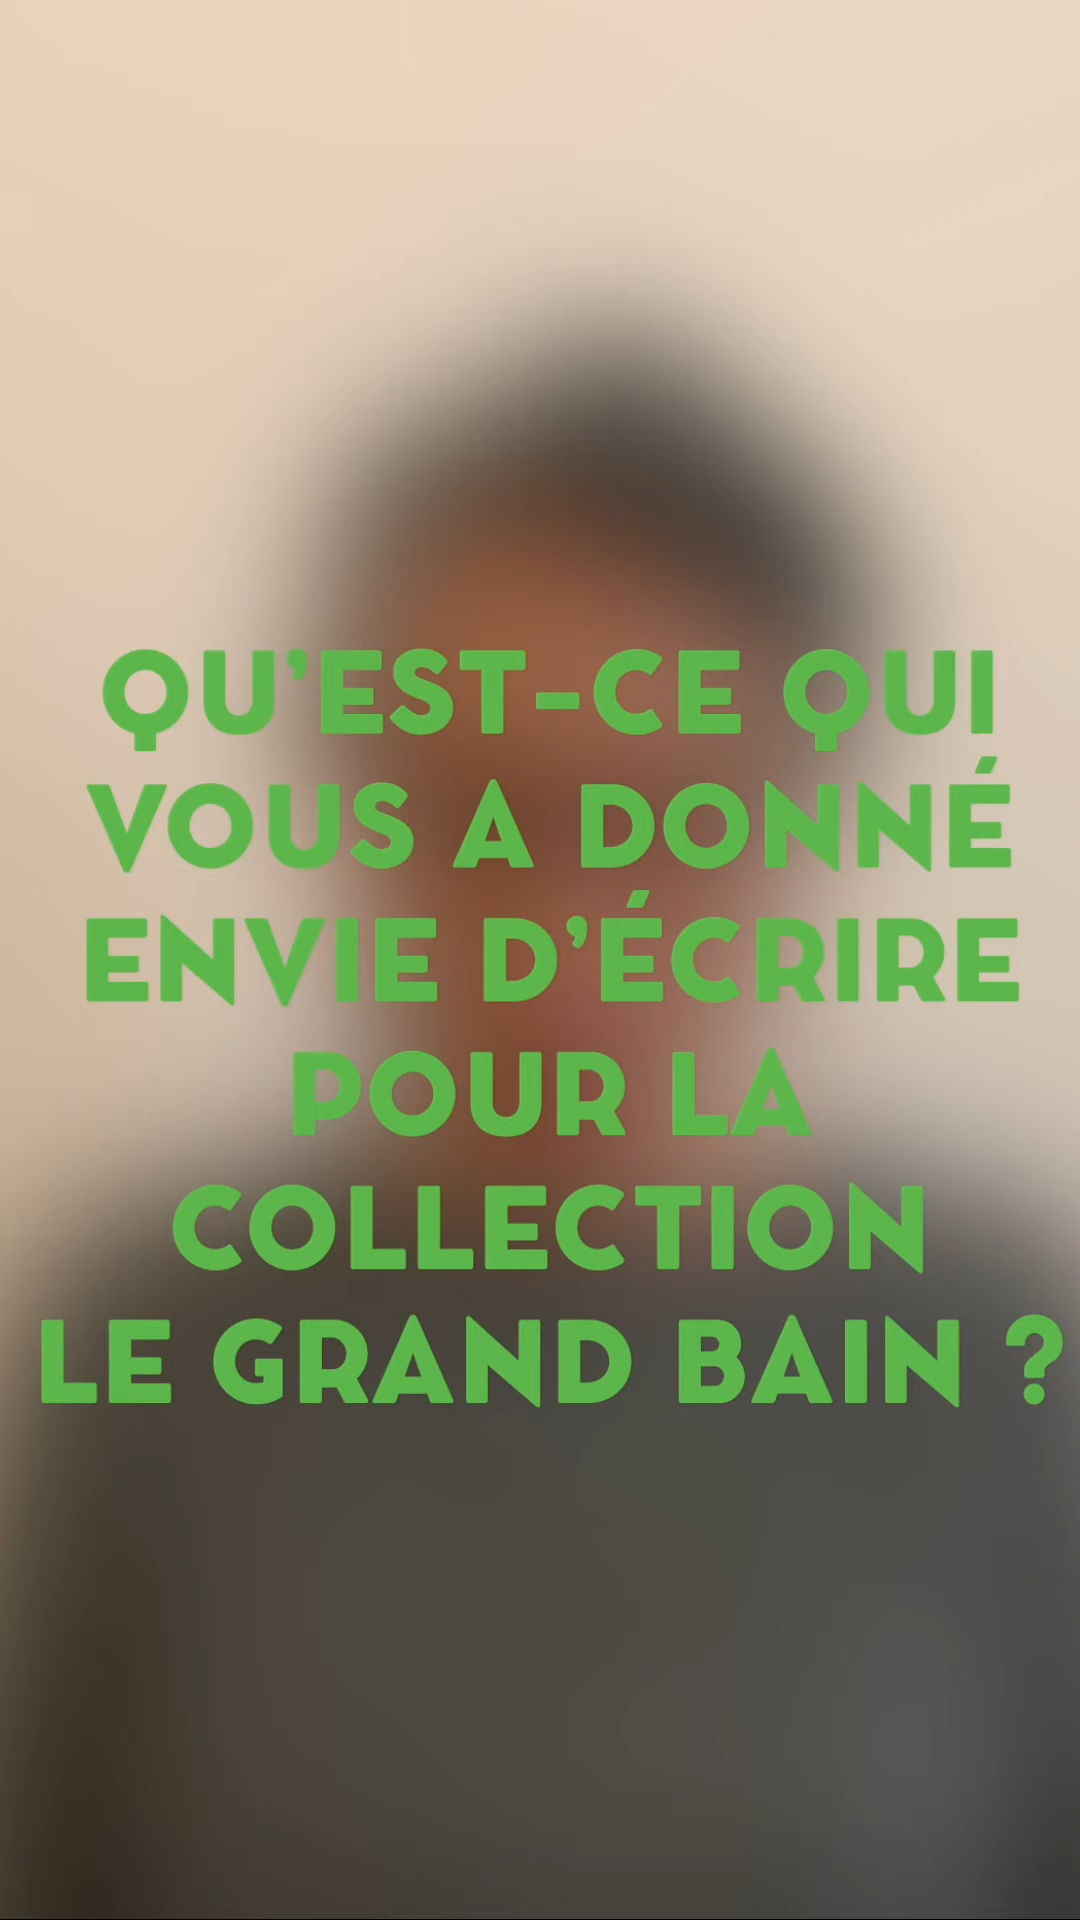 QU’EST-CE QUI
VOUS A DONNÉ
ENVIE D’ÉCRIRE
POUR LA
COLLECTION
LE GRAND BAIN ?